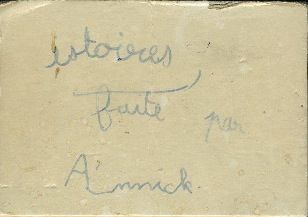 istoires
faite par
Annick.